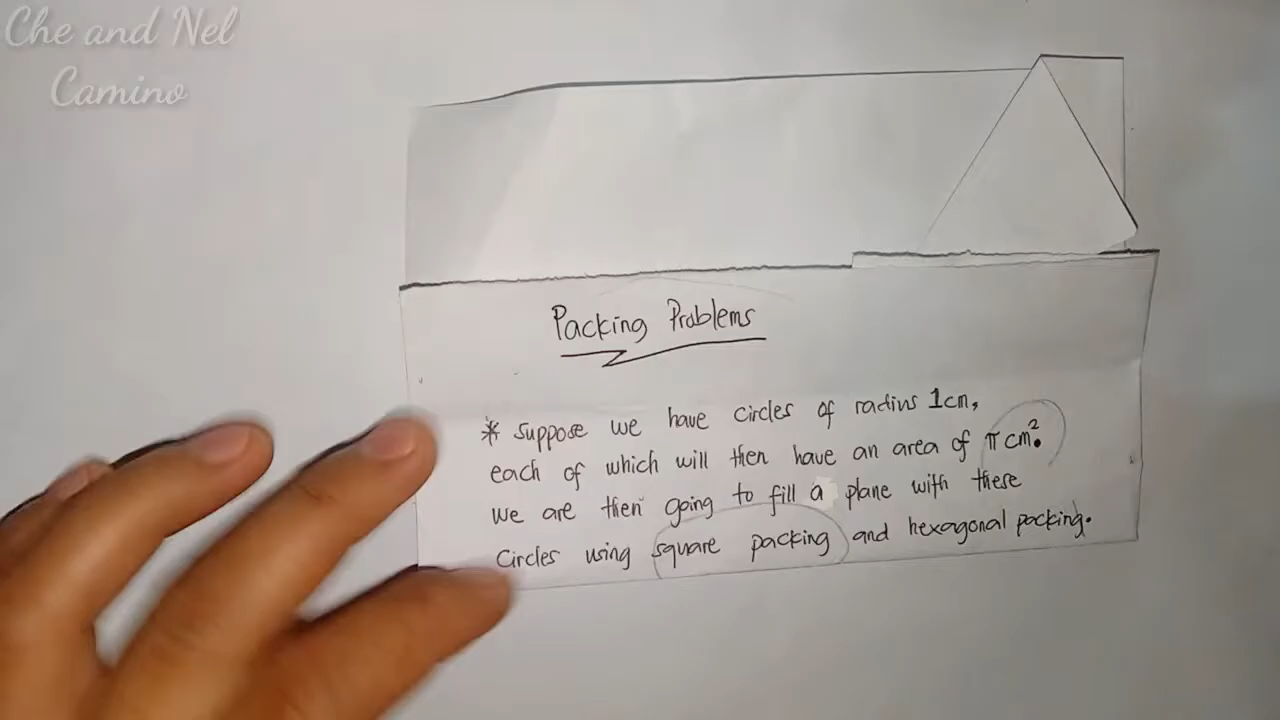 Che and Nel
Camino
Packing Problems
* Suppose we have circles of radius 1cm,
each of which will then have an area of π cm².
we are then going to fill a plane with these
Circles using square packing and hexagonal packing.